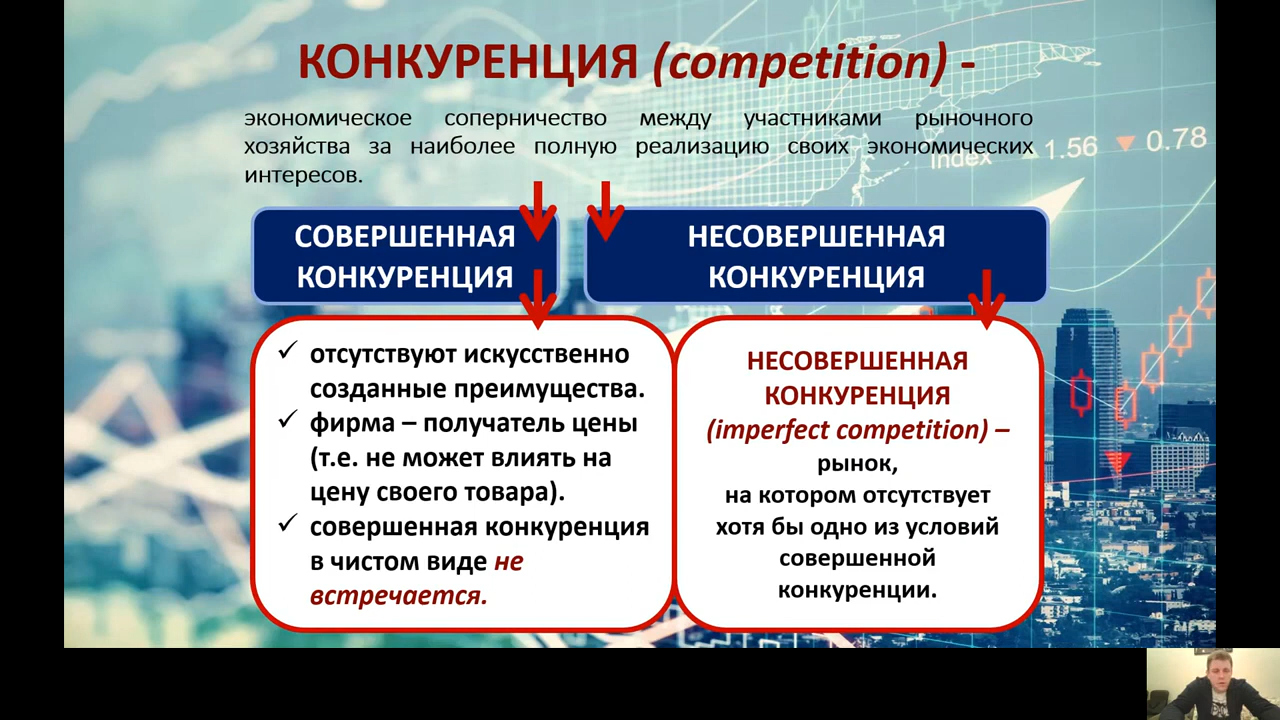 КОНКУРЕНЦИЯ (competition) -
экономическое соперничество между участниками рыночного
хозяйства за наиболее полную реализацию своих экономических
интересов.
index 1.56 0.78
СОВЕРШЕННАЯ
КОНКУРЕНЦИЯ
НЕСОВЕРШЕННАЯ
КОНКУРЕНЦИЯ
отсутствуют искусственно
созданные преимущества.
фирма – получатель цены
(т.е. не может влиять на
цену своего товара).
совершенная конкуренция
в чистом виде не
встречается.
НЕСОВЕРШЕННАЯ
КОНКУРЕНЦИЯ
(imperfect competition) –
рынок,
на котором отсутствует
хотя бы одно из условий
совершенной
конкуренции.